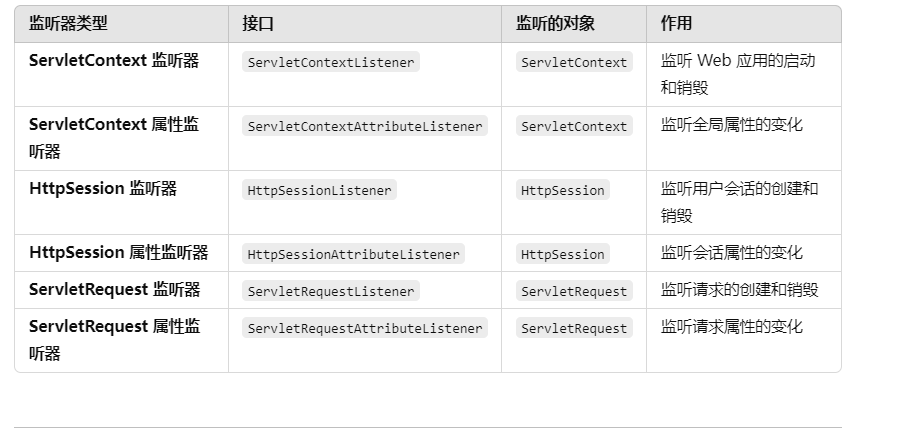 监听器类型 接口 监听的对象 作用
ServletContext 监听器 ServletContextListener ServletContext 监听 Web 应用的启动
和销毁
ServletContext 属性监 ServletContextAttributeListener ServletContext 监听全局属性的变化
听器
HttpSession 监听器 HttpSessionListener HttpSession 监听用户会话的创建和
销毁
HttpSession 属性监听器 HttpSessionAttributeListener HttpSession 监听会话属性的变化
ServletRequest 监听器 ServletRequestListener ServletRequest 监听请求的创建和销毁
ServletRequest 属性监 ServletRequestAttributeListener ServletRequest 监听请求属性的变化
听器